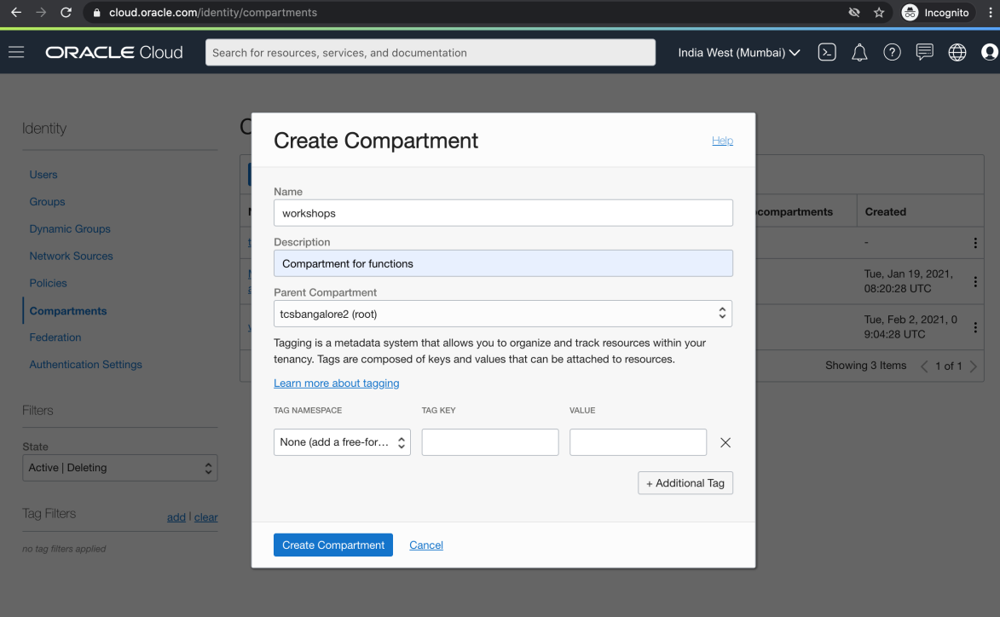 cloud.oracle.com/identity/compartments
Incognito
ORACLE Cloud
Search for resources, services, and documentation
India West (Mumbai)
Identity
Users
Groups
Dynamic Groups
Network Sources
Policies
Compartments
Federation
Authentication Settings
Filters
State
Active | Deleting
Tag Filters
add | clear
no tag filters applied
Create Compartment
Help
Name
workshops
Description
Compartment for functions
Parent Compartment
tcsbangalore2 (root)
Tagging is a metadata system that allows you to organize and track resources within your
tenancy. Tags are composed of keys and values that can be attached to resources.
Learn more about tagging
TAG NAMESPACE TAG KEY VALUE
None (add a free-for...
+ Additional Tag
Create Compartment Cancel
compartments Created
-
Tue, Jan 19, 2021,
08:20:28 UTC
Tue, Feb 2, 2021, 0
9:04:28 UTC
Showing 3 Items < 1 of 1 >